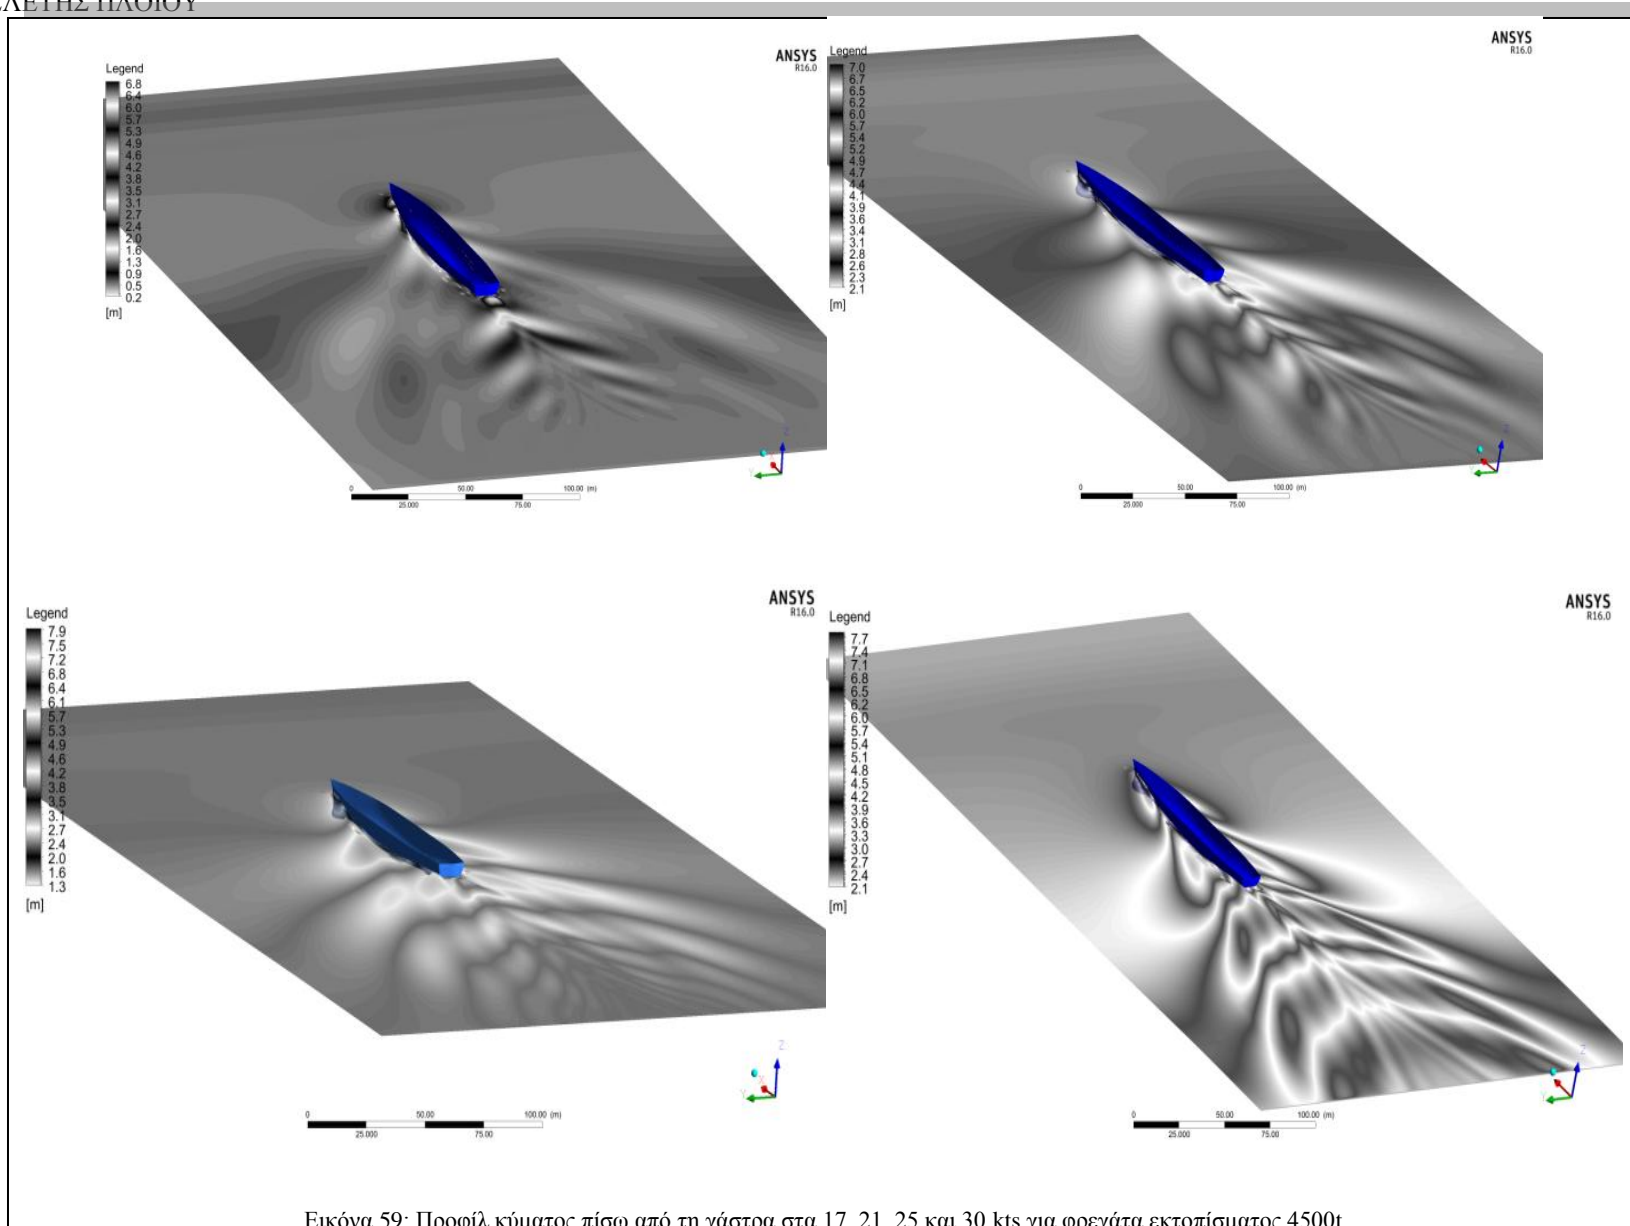 ΕΛΕΤΗΣ ΠΛΟΙΟΥ
ANSYS
R16.0
Legend
6.8
6.4
6.0
5.7
5.3
4.9
4.6
4.2
3.8
3.5
3.1
2.7
2.4
2.0
1.6
1.3
0.9
0.5
0.2
[m]
Z
Y
0 50.00 100.00 (m)
25.000 75.00
ANSYS
R16.0
Legend
7.0
6.7
6.5
6.2
6.0
5.7
5.4
5.2
4.9
4.7
4.4
4.1
3.9
3.6
3.4
3.1
2.8
2.6
2.3
2.1
[m]
Z
0 50.00 100.00 (m)
25.000 75.00
ANSYS
R16.0
Legend
7.9
7.5
7.2
6.8
6.4
6.1
5.7
5.3
4.9
4.6
4.2
3.8
3.5
3.1
2.7
2.4
2.0
1.6
1.3
[m]
Z
X
Y
0 50.00 100.00 (m)
25.000 75.00
ANSYS
R16.0
Legend
7.7
7.4
7.1
6.8
6.5
6.2
6.0
5.7
5.4
5.1
4.8
4.5
4.2
3.9
3.6
3.3
3.0
2.7
2.4
2.1
[m]
Z
Y
0 50.00 100.00 (m)
25.000 75.00
Εικόνα 59: Προφίλ κύματος πίσω από τη γάστρα στα 17, 21, 25 και 30 kts για φρεγάτα εκτοπίσματος 4500t